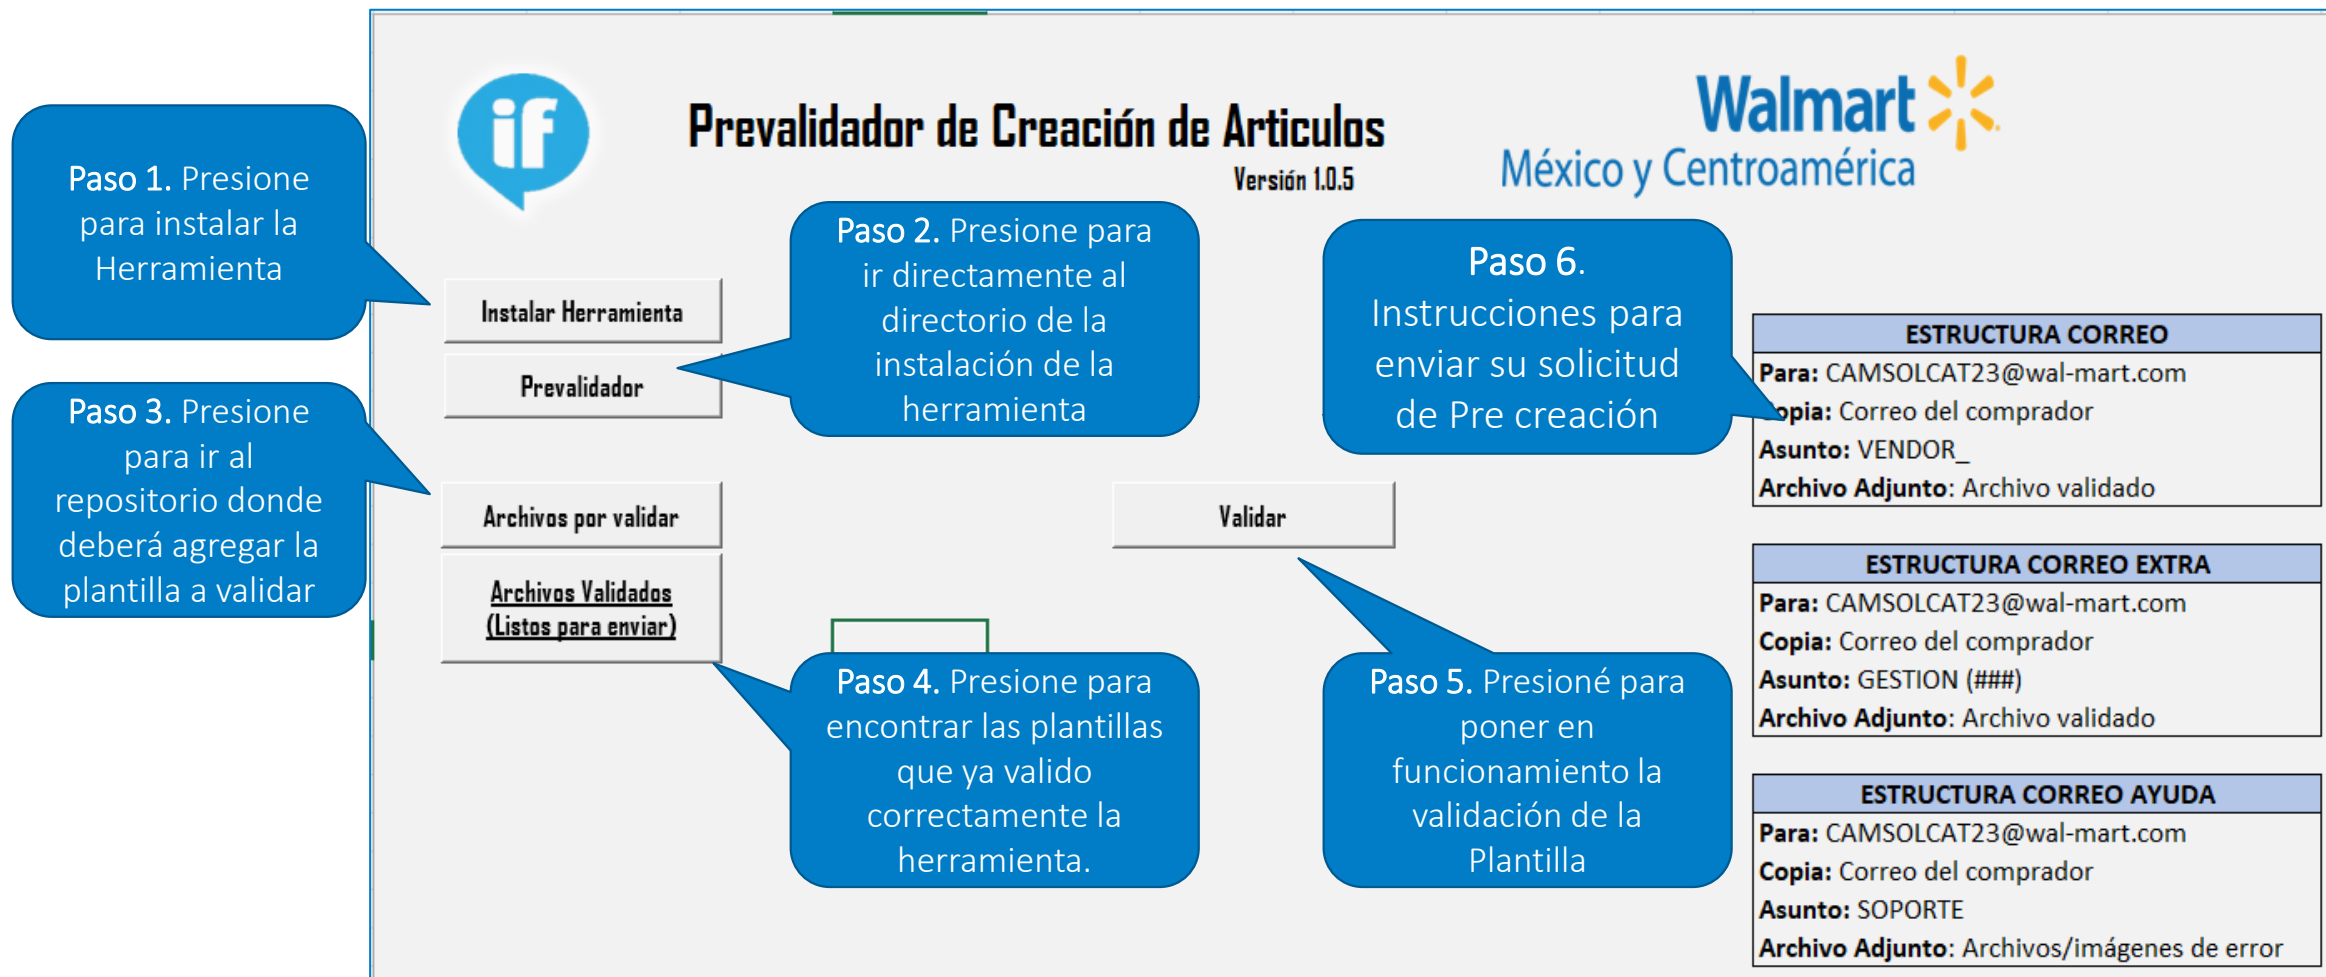 if
Prevalidador de Creación de Articulos
Versión 1.0.5
Walmart
México y Centroamérica
Paso 1. Presione
para instalar la
Herramienta
Instalar Herramienta
Prevalidador
Paso 2. Presione para
ir directamente al
directorio de la
instalación de la
herramienta
Paso 3. Presione
para ir al
repositorio donde
deberá agregar la
plantilla a validar
Archivos por validar
Archivos Validados
(Listos para enviar)
Paso 4. Presione para
encontrar las plantillas
que ya valido
correctamente la
herramienta.
Validar
Paso 5. Presioné para
poner en
funcionamiento la
validación de la
Plantilla
Paso 6.
Instrucciones para
enviar su solicitud
de Pre creación
ESTRUCTURA CORREO
Para: CAMSOLCAT23@wal-mart.com
Copia: Correo del comprador
Asunto: VENDOR_
Archivo Adjunto: Archivo validado
ESTRUCTURA CORREO EXTRA
Para: CAMSOLCAT23@wal-mart.com
Copia: Correo del comprador
Asunto: GESTION (###)
Archivo Adjunto: Archivo validado
ESTRUCTURA CORREO AYUDA
Para: CAMSOLCAT23@wal-mart.com
Copia: Correo del comprador
Asunto: SOPORTE
Archivo Adjunto: Archivos/imágenes de error